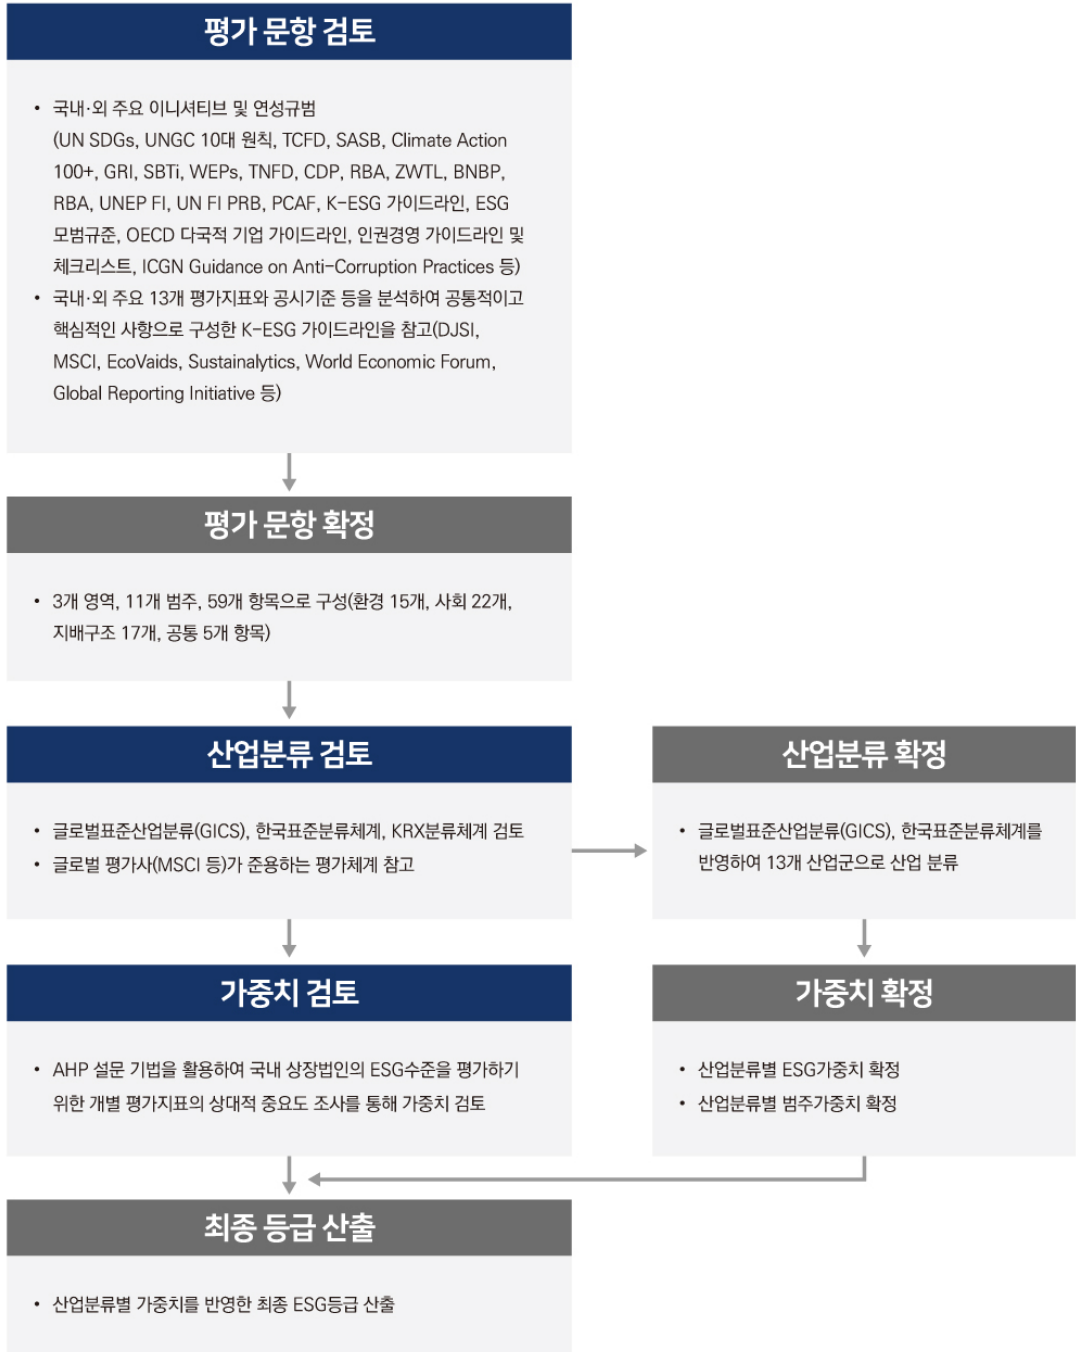 평가 문항 검토
• 국내·외 주요 이니셔티브 및 연성규범
(UN SDGs, UNGC 10대 원칙, TCFD, SASB, Climate Action
100+, GRI, SBTi, WEPs, TNFD, CDP, RBA, ZWTL, BNBP,
RBA, UNEP FI, UN FI PRB, PCAF, K-ESG 가이드라인, ESG
모범규준, OECD 다국적 기업 가이드라인, 인권경영 가이드라인 및
체크리스트, ICGN Guidance on Anti-Corruption Practices 등)
• 국내·외 주요 13개 평가지표와 공시기준 등을 분석하여 공통적이고
핵심적인 사항으로 구성한 K-ESG 가이드라인을 참고(DJSI,
MSCI, EcoVaids, Sustainalytics, World Economic Forum,
Global Reporting Initiative 등)
평가 문항 확정
• 3개 영역, 11개 범주, 59개 항목으로 구성(환경 15개, 사회 22개,
지배구조 17개, 공통 5개 항목)
산업분류 검토
• 글로벌표준산업분류(GICS), 한국표준분류체계, KRX분류체계 검토
• 글로벌 평가사(MSCI 등)가 준용하는 평가체계 참고
산업분류 확정
• 글로벌표준산업분류(GICS), 한국표준분류체계를
반영하여 13개 산업군으로 산업 분류
가중치 검토
• AHP 설문 기법을 활용하여 국내 상장법인의 ESG수준을 평가하기
위한 개별 평가지표의 상대적 중요도 조사를 통해 가중치 검토
가중치 확정
• 산업분류별 ESG가중치 확정
• 산업분류별 범주가중치 확정
최종 등급 산출
• 산업분류별 가중치를 반영한 최종 ESG등급 산출